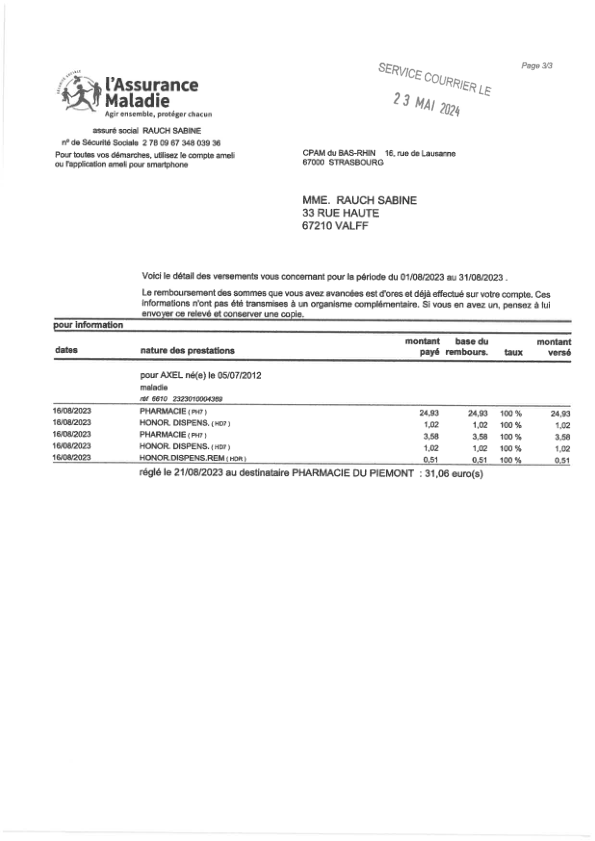 Page 3/3
SERVICE COURRIER LE
23 MAI 2024
SÉCURITÉ SOCIALE
l'Assurance
Maladie
Agir ensemble, protéger chacun
assuré social RAUCH SABINE
n° de Sécurité Sociale 2 78 09 67 348 039 36
Pour toutes vos démarches, utilisez le compte ameli
ou l'application ameli pour smartphone
CPAM du BAS-RHIN 16, rue de Lausanne
67000 STRASBOURG
MME. RAUCH SABINE
33 RUE HAUTE
67210 VALFF
Voici le détail des versements vous concernant pour la période du 01/08/2023 au 31/08/2023 .
Le remboursement des sommes que vous avez avancées est d'ores et déjà effectué sur votre compte. Ces
informations n'ont pas été transmises à un organisme complémentaire. Si vous en avez un, pensez à lui
envoyer ce relevé et conserver une copie.
pour information
dates nature des prestations montant payé base du rembours. taux montant versé
pour AXEL né(e) le 05/07/2012
maladie
réf 6610 2323010004369
16/08/2023 PHARMACIE ( PH7 ) 24,93 24,93 100 % 24,93
16/08/2023 HONOR. DISPENS. ( HD7 ) 1,02 1,02 100 % 1,02
16/08/2023 PHARMACIE ( PH7 ) 3,58 3,58 100 % 3,58
16/08/2023 HONOR. DISPENS. ( HD7 ) 1,02 1,02 100 % 1,02
16/08/2023 HONOR.DISPENS.REM ( HDR ) 0,51 0,51 100 % 0,51
réglé le 21/08/2023 au destinataire PHARMACIE DU PIEMONT : 31,06 euro(s)